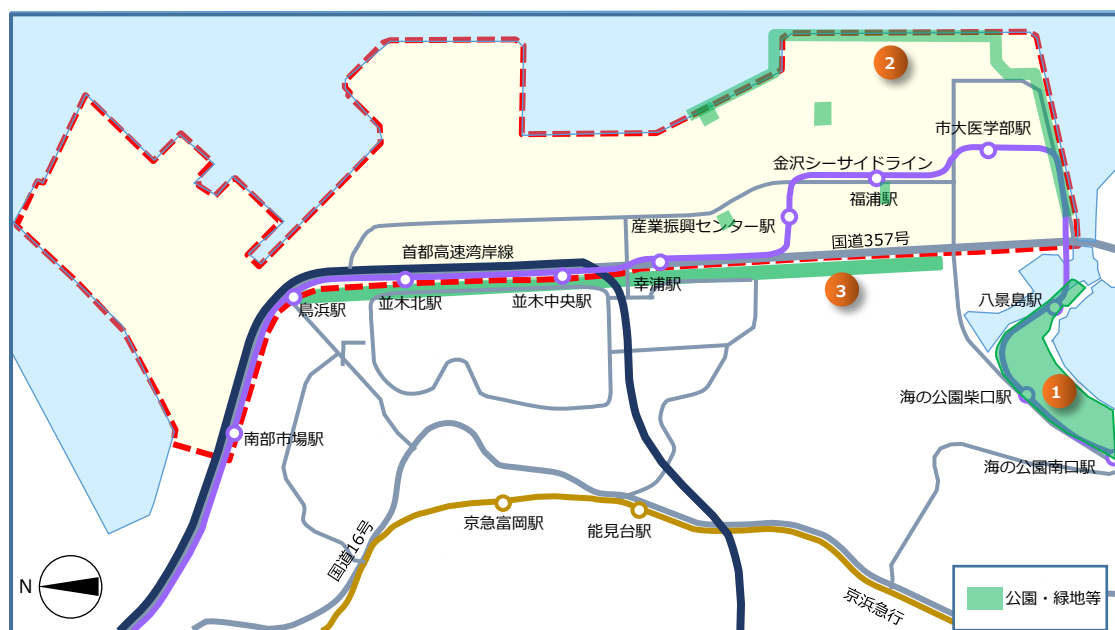 2
市大医学部駅
金沢シーサイドライン
福浦駅
産業振興センター駅
国道357号
首都高速湾岸線
幸浦駅
並木中央駅
並木北駅
鳥浜駅
3
八景島駅
1
海の公園柴口駅
南部市場駅
海の公園南口駅
京急富岡駅
能見台駅
国道16号
京浜急行
N
公園・緑地等